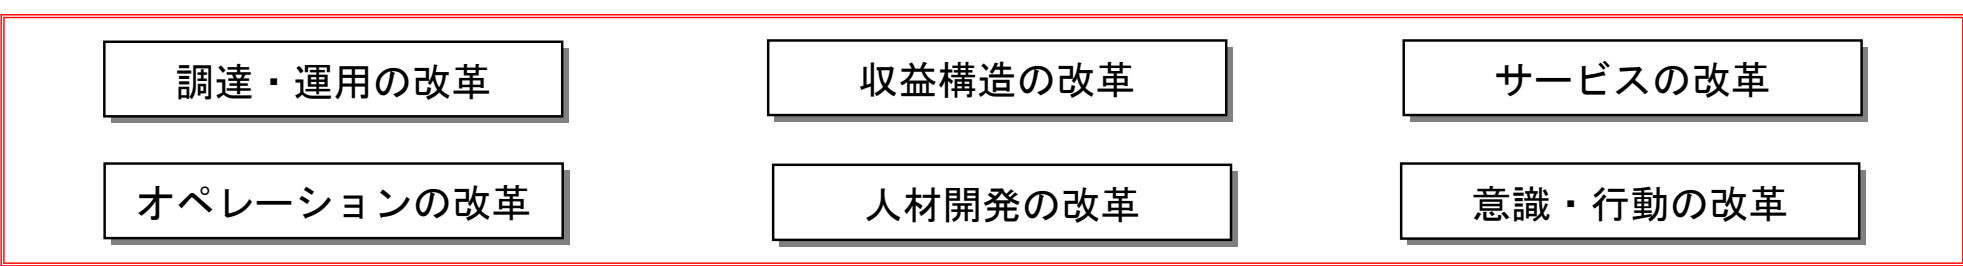 調達・運用の改革
収益構造の改革
サービスの改革
オペレーションの改革
人材開発の改革
意識・行動の改革